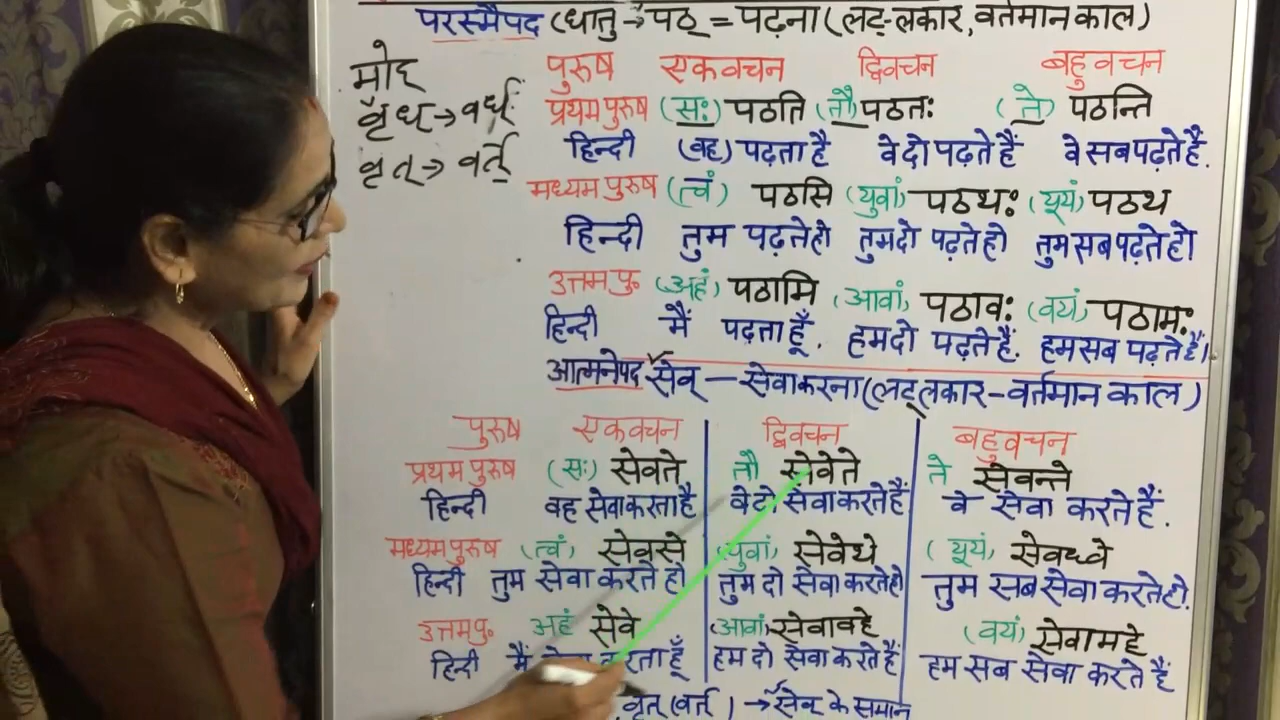 परस्मैपद (धातु → पठ् = पढ़ना (लट्-लकार, वर्तमान काल)
मोद्
वृध् → वर्ध्
वृत् → वर्त्
पुरुष एकवचन द्विवचन बहुवचन
प्रथम पुरुष (सः) पठति (तौ) पठतः (ते) पठन्ति
हिन्दी (वह) पढ़ता है वे दो पढ़ते हैं वे सब पढ़ते हैं.
मध्यम पुरुष (त्वं) पठसि (युवां) पठथः (यूयं) पठथ
हिन्दी तुम पढ़ते हो तुम दो पढ़ते हो तुम सब पढ़ते हो
उत्तम पु. (अहं) पठामि (आवां) पठावः (वयं) पठामः
हिन्दी मैं पढ़ता हूँ. हम दो पढ़ते हैं. हम सब पढ़ते हैं।
आत्मनेपद सेव् — सेवा करना (लट् लकार - वर्तमान काल)
पुरुष एकवचन द्विवचन बहुवचन
प्रथम पुरुष (सः) सेवते तौ सेवेते ते सेवन्ते
हिन्दी वह सेवा करता है वे दो सेवा करते हैं वे सेवा करते हैं.
मध्यम पुरुष (त्वं) सेवसे (युवां) सेवेथे (यूयं) सेवध्वे
हिन्दी तुम सेवा करते हो तुम दो सेवा करते हो तुम सब सेवा करते हो.
उत्तम पु. अहं सेवे (आवां) सेवावहे (वयं) सेवामहे
हिन्दी मैं करता हूँ हम दो सेवा करते हैं हम सब सेवा करते हैं
वृत् (वर्त्) → सेव् के समान